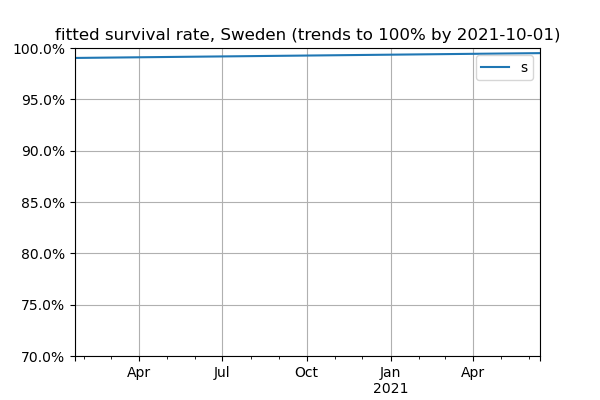 fitted survival rate, Sweden (trends to 100% by 2021-10-01)
100.0%
95.0%
90.0%
85.0%
80.0%
75.0%
70.0%
s
Apr Jul Oct Jan Apr
2021